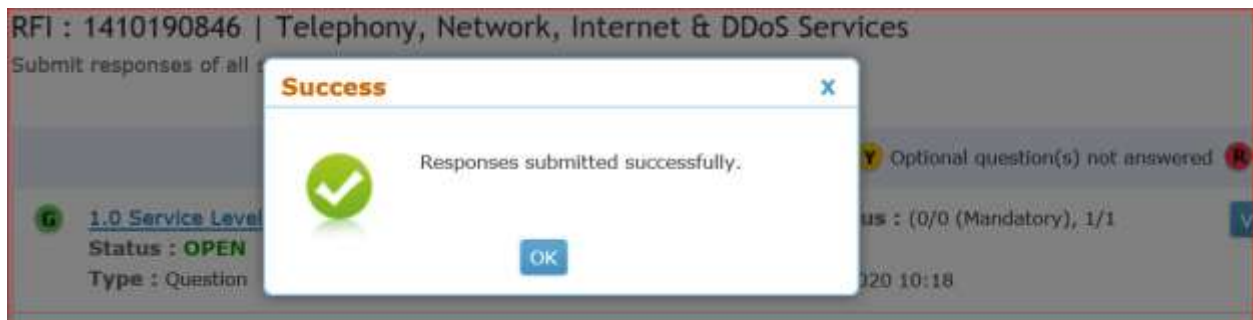 RFI : 1410190846 | Telephony, Network, Internet & DDoS Services
Submit responses of all
Success x
Responses submitted successfully.
Y Optional question(s) not answered R
G 1.0 Service Level us : (0/0 (Mandatory), 1/1 V
Status : OPEN
OK
Type : Question 020 10:18